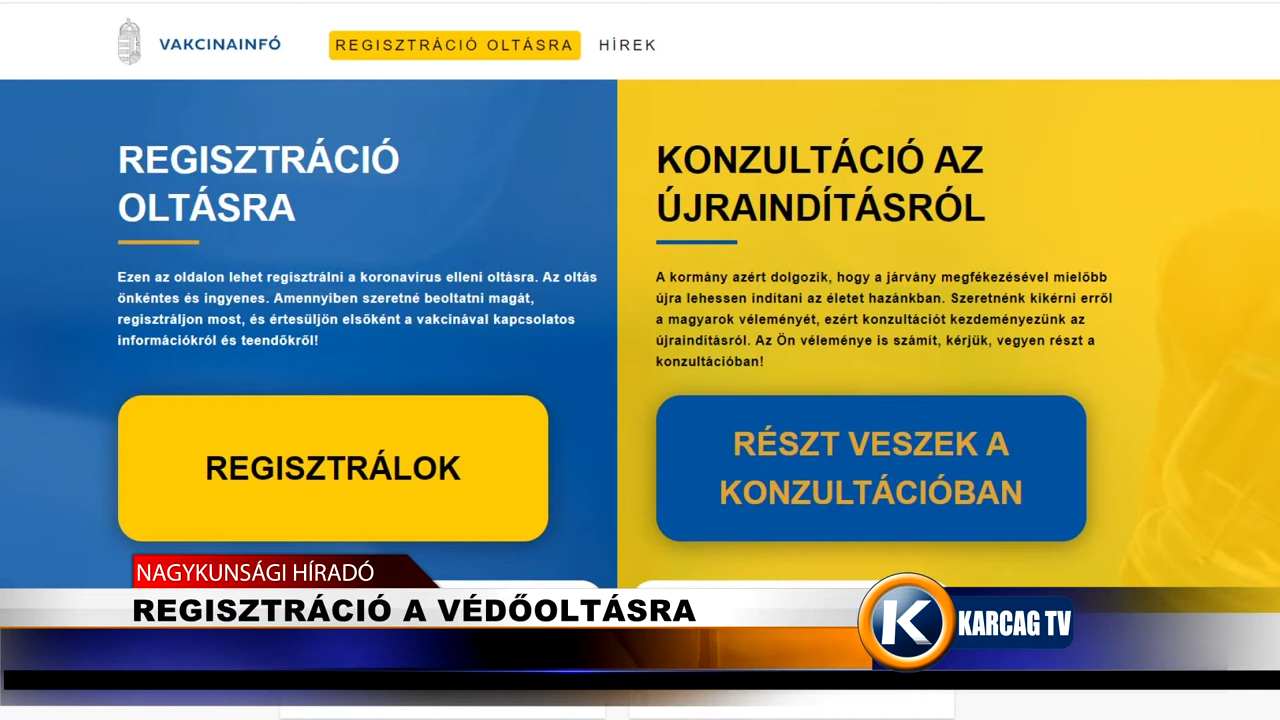 VAKCINAINFÓ
REGISZTRÁCIÓ OLTÁSRA
HÍREK
REGISZTRÁCIÓ
OLTÁSRA
Ezen az oldalon lehet regisztrálni a koronavírus elleni oltásra. Az oltás
önkéntes és ingyenes. Amennyiben szeretné beoltatni magát,
regisztráljon most, és értesüljön elsőként a vakcinával kapcsolatos
információkról és teendőkről!
REGISZTRÁLOK
KONZULTÁCIÓ AZ
ÚJRAINDÍTÁSRÓL
A kormány azért dolgozik, hogy a járvány megfékezésével mielőbb
újra lehessen indítani az életet hazánkban. Szeretnénk kikérni erről
a magyarok véleményét, ezért konzultációt kezdeményezünk az
újraindításról. Az Ön véleménye is számít, kérjük, vegyen részt a
konzultációban!
RÉSZT VESZEK A
KONZULTÁCIÓBAN
NAGYKUNSÁGI HÍRADÓ
REGISZTRÁCIÓ A VÉDŐOLTÁSRA
K
KARCAG TV